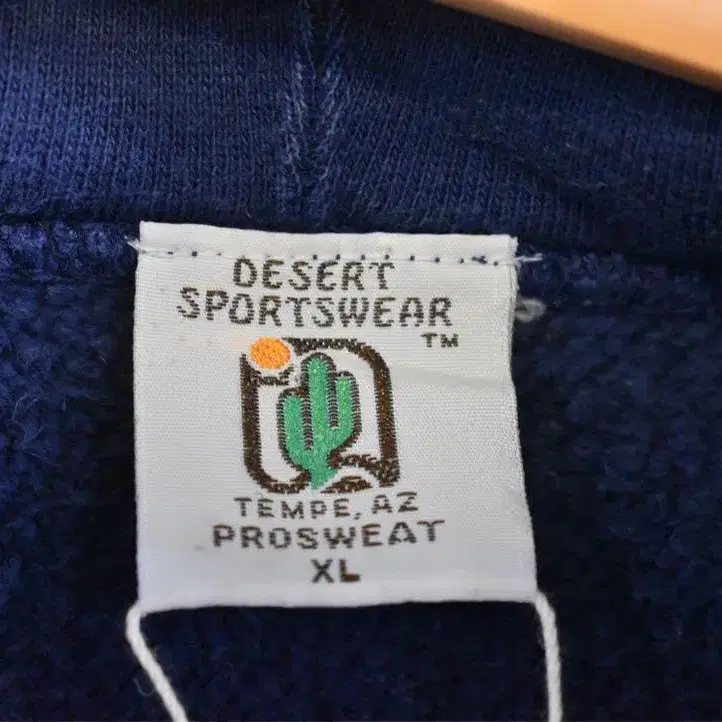 DESERT
SPORTSWEAR
TM
TEMPE, AZ
PROSWEAT
XL